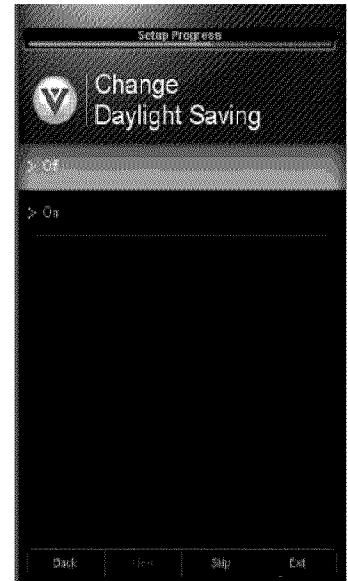 Setup Progress
Change
Daylight Saving
> Off
> On
Back
Skip
Exit